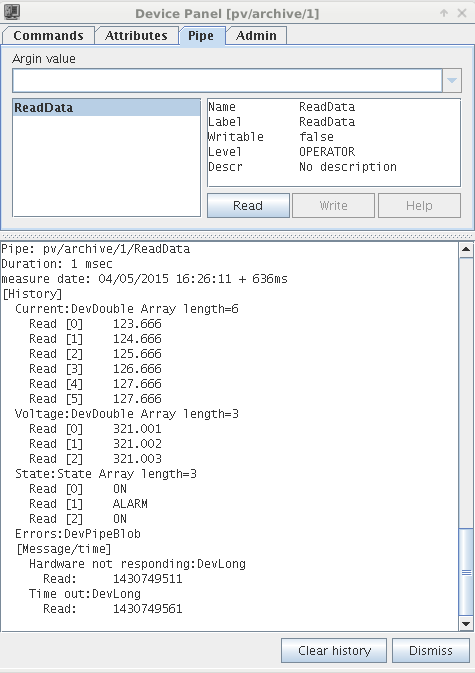 Device Panel [pv/archive/1]
Commands Attributes Pipe Admin
Argin value
ReadData
Name ReadData
Label ReadData
Writable false
Level OPERATOR
Descr No description
Read Write Help
Pipe: pv/archive/1/ReadData
Duration: 1 msec
measure date: 04/05/2015 16:26:11 + 636ms
[History]
Current:DevDouble Array length=6
Read [0] 123.666
Read [1] 124.666
Read [2] 125.666
Read [3] 126.666
Read [4] 127.666
Read [5] 127.666
Voltage:DevDouble Array length=3
Read [0] 321.001
Read [1] 321.002
Read [2] 321.003
State:State Array length=3
Read [0] ON
Read [1] ALARM
Read [2] ON
Errors:DevPipeBlob
[Message/time]
Hardware not responding:DevLong
Read: 1430749511
Time out:DevLong
Read: 1430749561
Clear history Dismiss